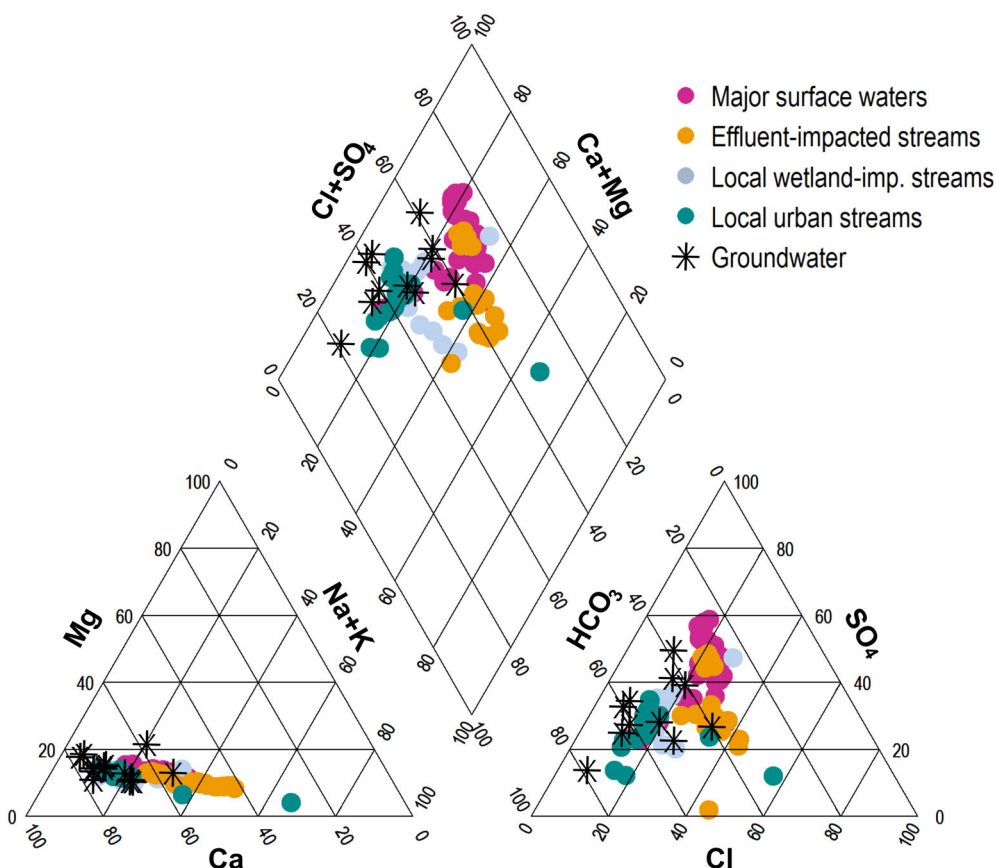 100 100
80 80
Cl+SO₄ Ca+Mg
60 60
40 40
20 20
0 0
0 0
20 20
40 40
60 60
80 80
100 100
Major surface waters
Effluent-impacted streams
Local wetland-imp. streams
Local urban streams
Groundwater
100 0
80 20
60 40
Mg Na+K
40 60
20 80
0 100
100 80 60 40 20 0
Ca
0 100
20 80
40 60
HCO₃ SO₄
60 40
80 20
100 0
0 20 40 60 80 100
Cl